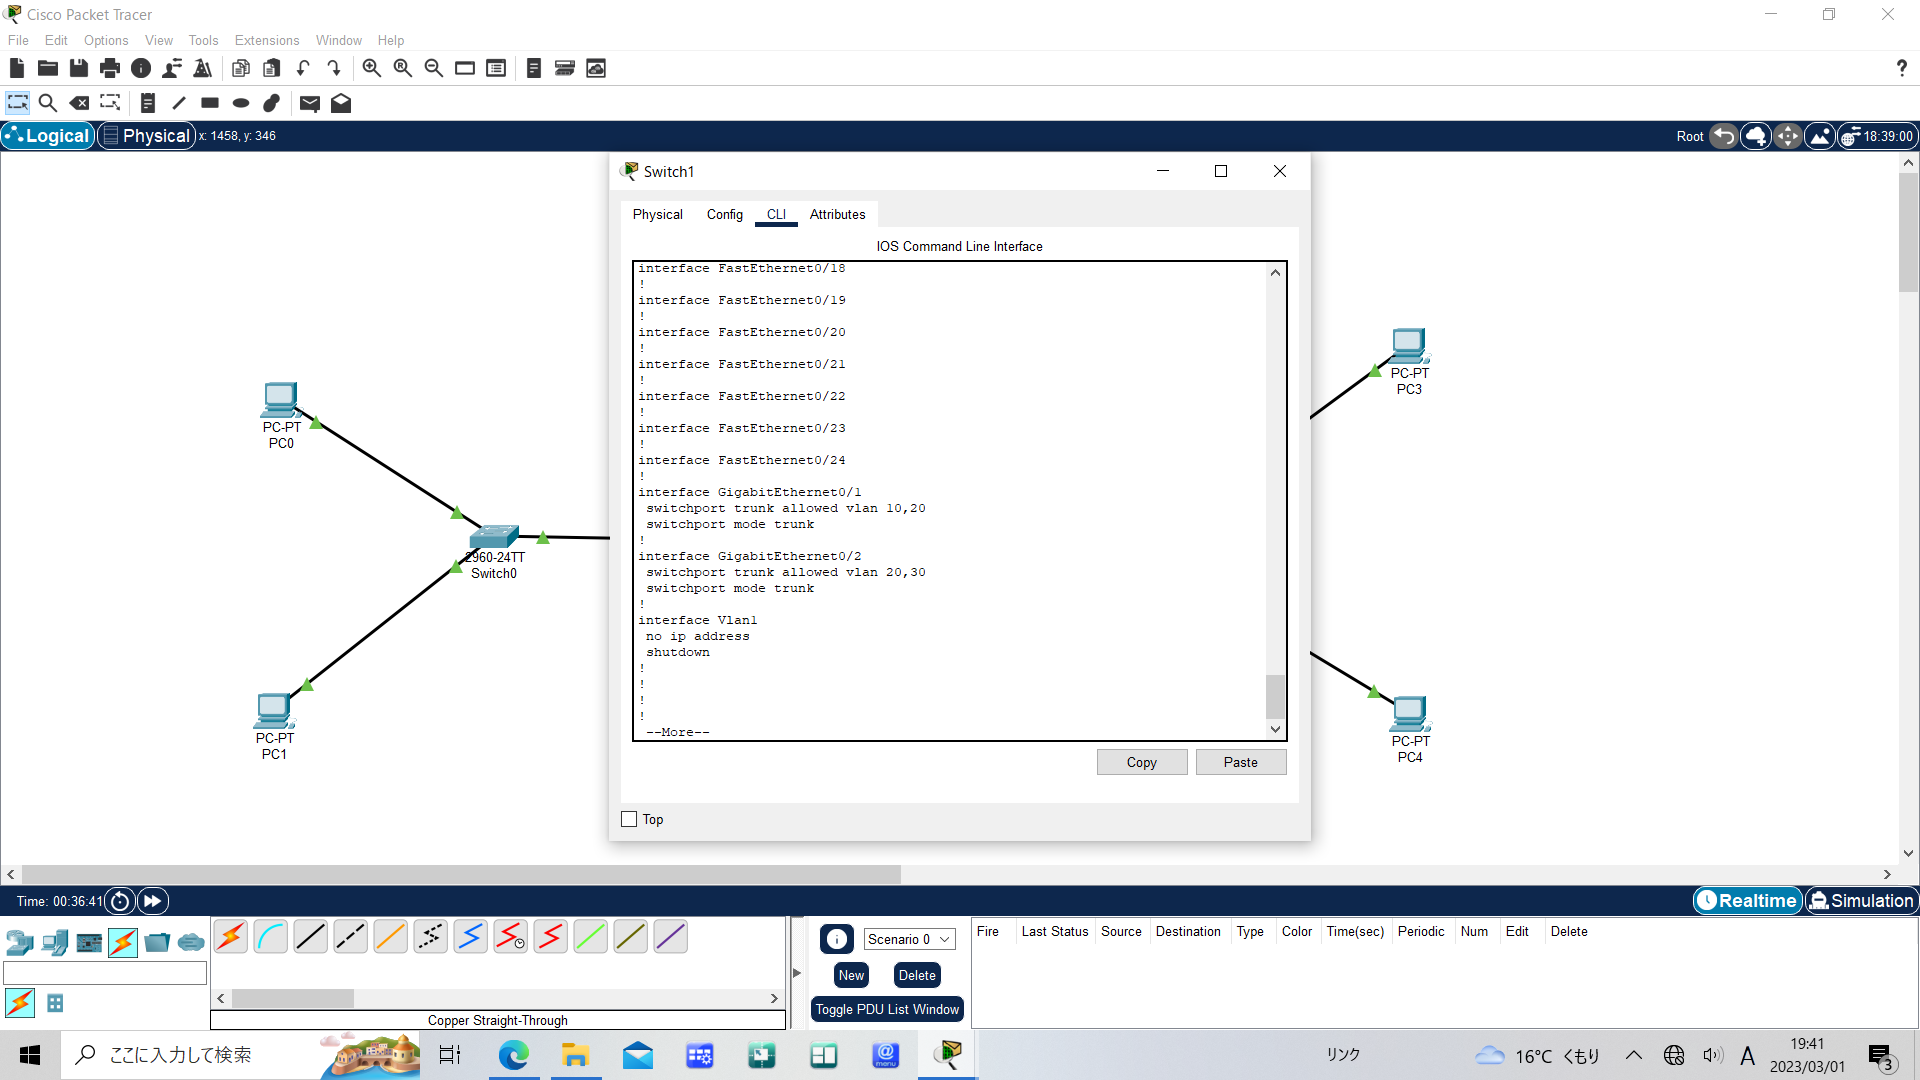 Cisco Packet Tracer
File Edit Options View Tools Extensions Window Help
?
Logical Physical x: 1458, y: 346 Root 18:39:00
Switch1
Physical Config CLI Attributes
IOS Command Line Interface
interface FastEthernet0/18
!
interface FastEthernet0/19
!
interface FastEthernet0/20
!
interface FastEthernet0/21
!
interface FastEthernet0/22
!
interface FastEthernet0/23
!
interface FastEthernet0/24
!
interface GigabitEthernet0/1
switchport trunk allowed vlan 10,20
switchport mode trunk
!
interface GigabitEthernet0/2
switchport trunk allowed vlan 20,30
switchport mode trunk
!
interface Vlan1
no ip address
shutdown
!
!
!
!
--More--
Copy Paste
Top
PC-PT
PC0
2960-24TT
Switch0
PC-PT
PC1
PC-PT
PC3
PC-PT
PC4
Time: 00:36:41 Realtime Simulation
Scenario 0
New Delete
Toggle PDU List Window
Fire Last Status Source Destination Type Color Time(sec) Periodic Num Edit Delete
Copper Straight-Through
ここに入力して検索
@
menu
リンク
16°C くもり
A
19:41
2023/03/01
3